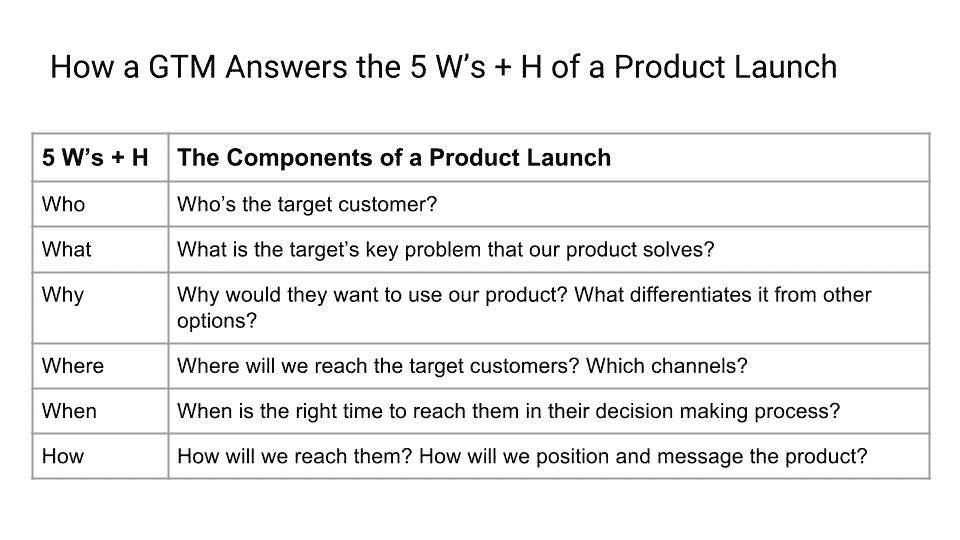 How a GTM Answers the 5 W’s + H of a Product Launch
5 W’s + H
The Components of a Product Launch
Who
Who’s the target customer?
What
What is the target’s key problem that our product solves?
Why
Why would they want to use our product? What differentiates it from other
options?
Where
Where will we reach the target customers? Which channels?
When
When is the right time to reach them in their decision making process?
How
How will we reach them? How will we position and message the product?